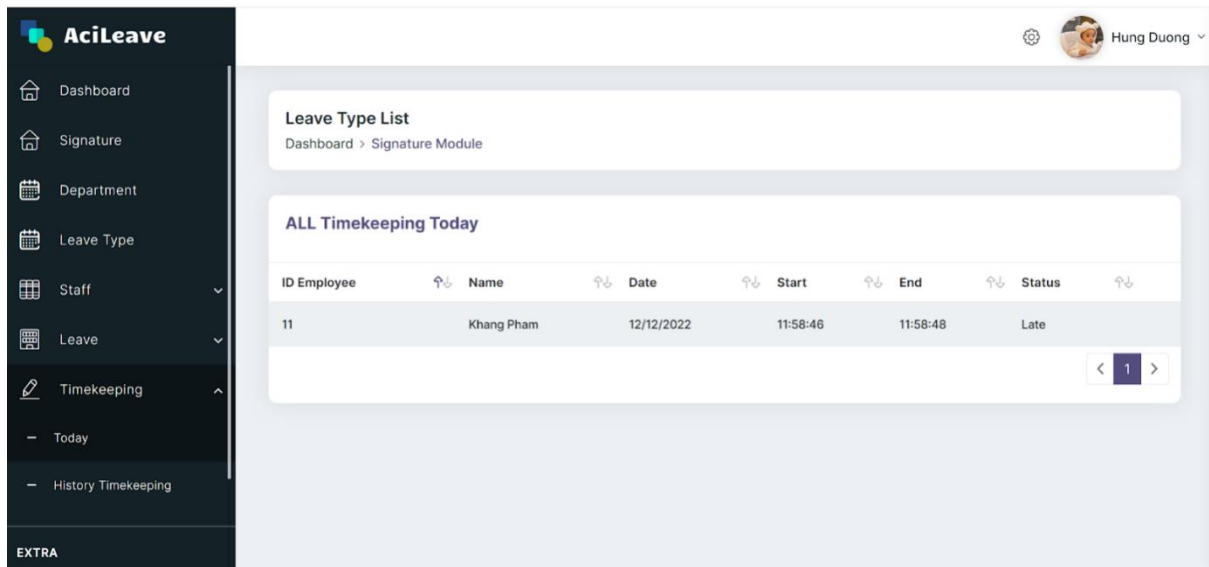 AciLeave
Hung Duong
Dashboard
Signature
Department
Leave Type
Staff
Leave
Timekeeping
Today
History Timekeeping
EXTRA
Leave Type List
Dashboard > Signature Module
ALL Timekeeping Today
ID Employee Name Date Start End Status
11 Khang Pham 12/12/2022 11:58:46 11:58:48 Late
< 1 >